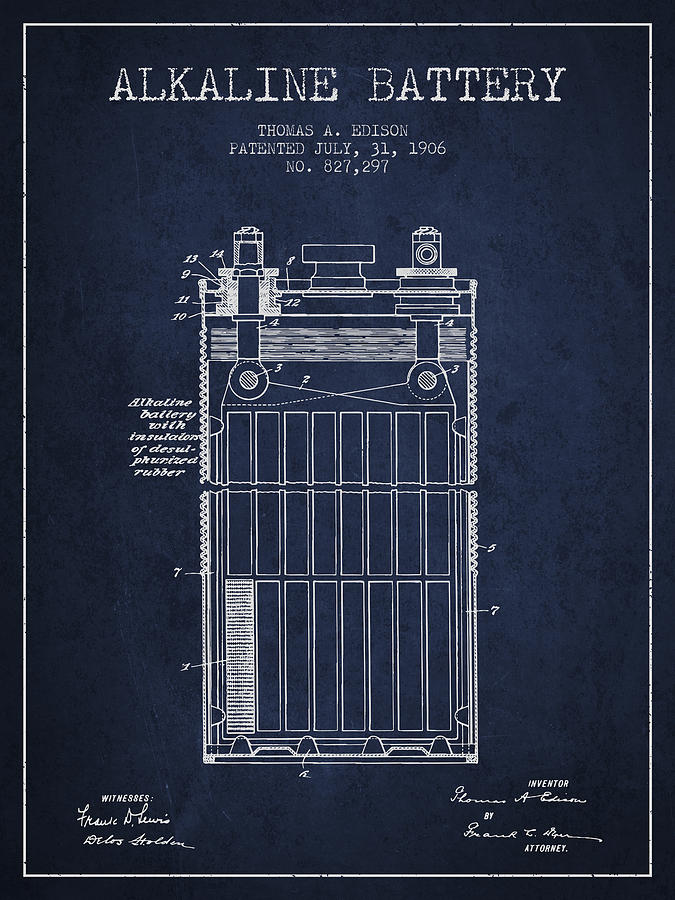 ALKALINE BATTERY
THOMAS A. EDISON
PATENTED JULY, 31, 1906
NO. 827,297
14
13
9
8
11
12
10
4
4
3
3
2
Alkaline
battery
with
insulators
of desul-
phurized
rubber
5
7
7
1
6
WITNESSES:
Frank D. Lewis
Delos Holden
INVENTOR
Thomas A Edison
BY
Frank L. Dyer
ATTORNEY.